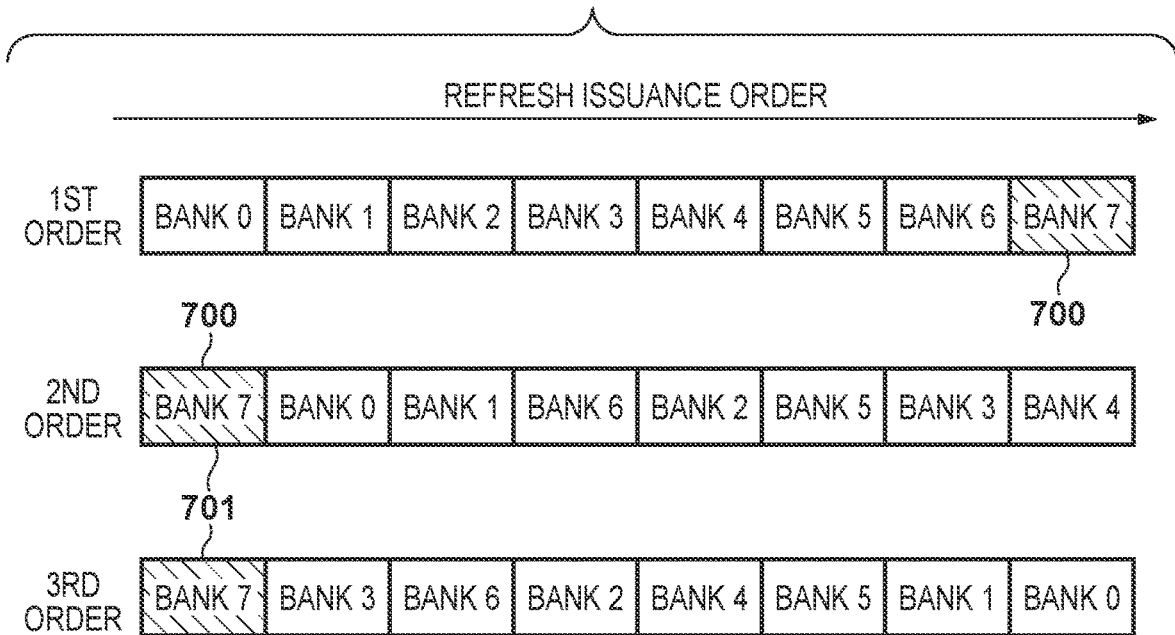 REFRESH ISSUANCE ORDER
1ST ORDER BANK 0 BANK 1 BANK 2 BANK 3 BANK 4 BANK 5 BANK 6 BANK 7
700 700
2ND ORDER BANK 7 BANK 0 BANK 1 BANK 6 BANK 2 BANK 5 BANK 3 BANK 4
701
3RD ORDER BANK 7 BANK 3 BANK 6 BANK 2 BANK 4 BANK 5 BANK 1 BANK 0